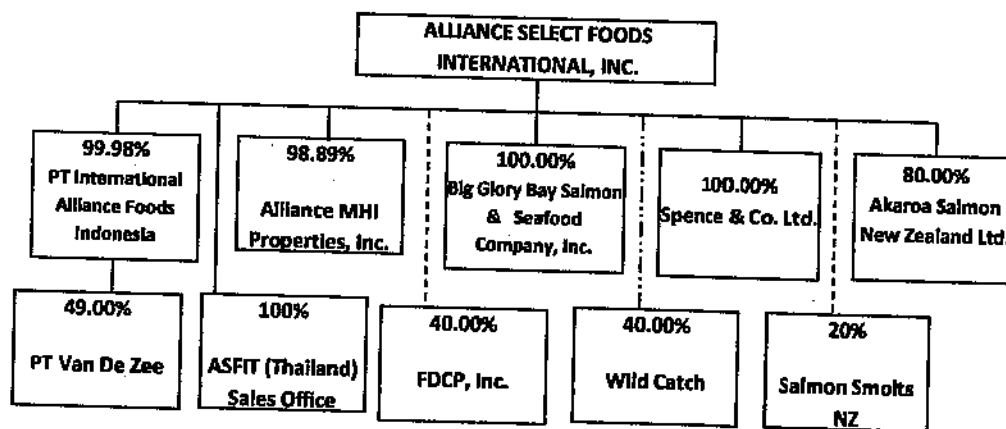 ALLIANCE SELECT FOODS
INTERNATIONAL, INC.
99.98%
PT International
Alliance Foods
Indonesia
98.89%
Alliance MHI
Properties, Inc.
100.00%
Big Glory Bay Salmon
& Seafood
Company, Inc.
100.00%
Spence & Co. Ltd.
80.00%
Akaroa Salmon
New Zealand Ltd.
49.00%
PT Van De Zee
100%
ASFIT (Thailand)
Sales Office
40.00%
FDCP, Inc.
40.00%
Wild Catch
20%
Salmon Smolts
NZ